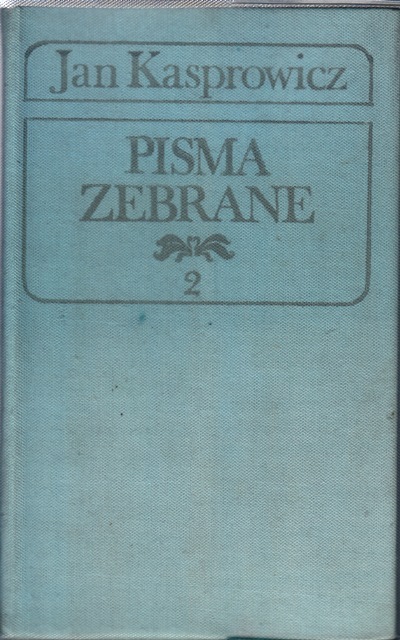 Jan Kasprowicz
PISMA
ZEBRANE
2